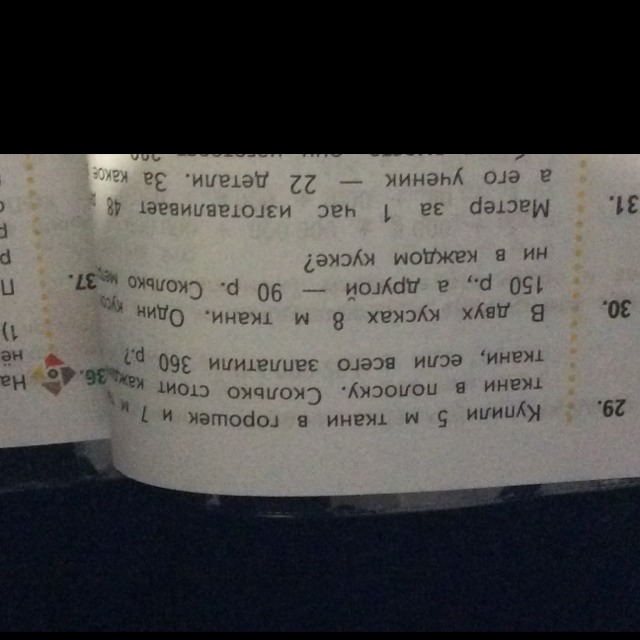 29.
Купили 5 м ткани в горошек и 7 м
ткани в полоску. Сколько стоит
ткани, если всего заплатили 360 р.?
30.
В двух кусках 8 м ткани. Один
150 р., а другой — 90 р. Сколько
ни в каждом куске?
31.
Мастер за 1 час изготавливает 48
а его ученик — 22 детали. За какое
36.
37.
1)